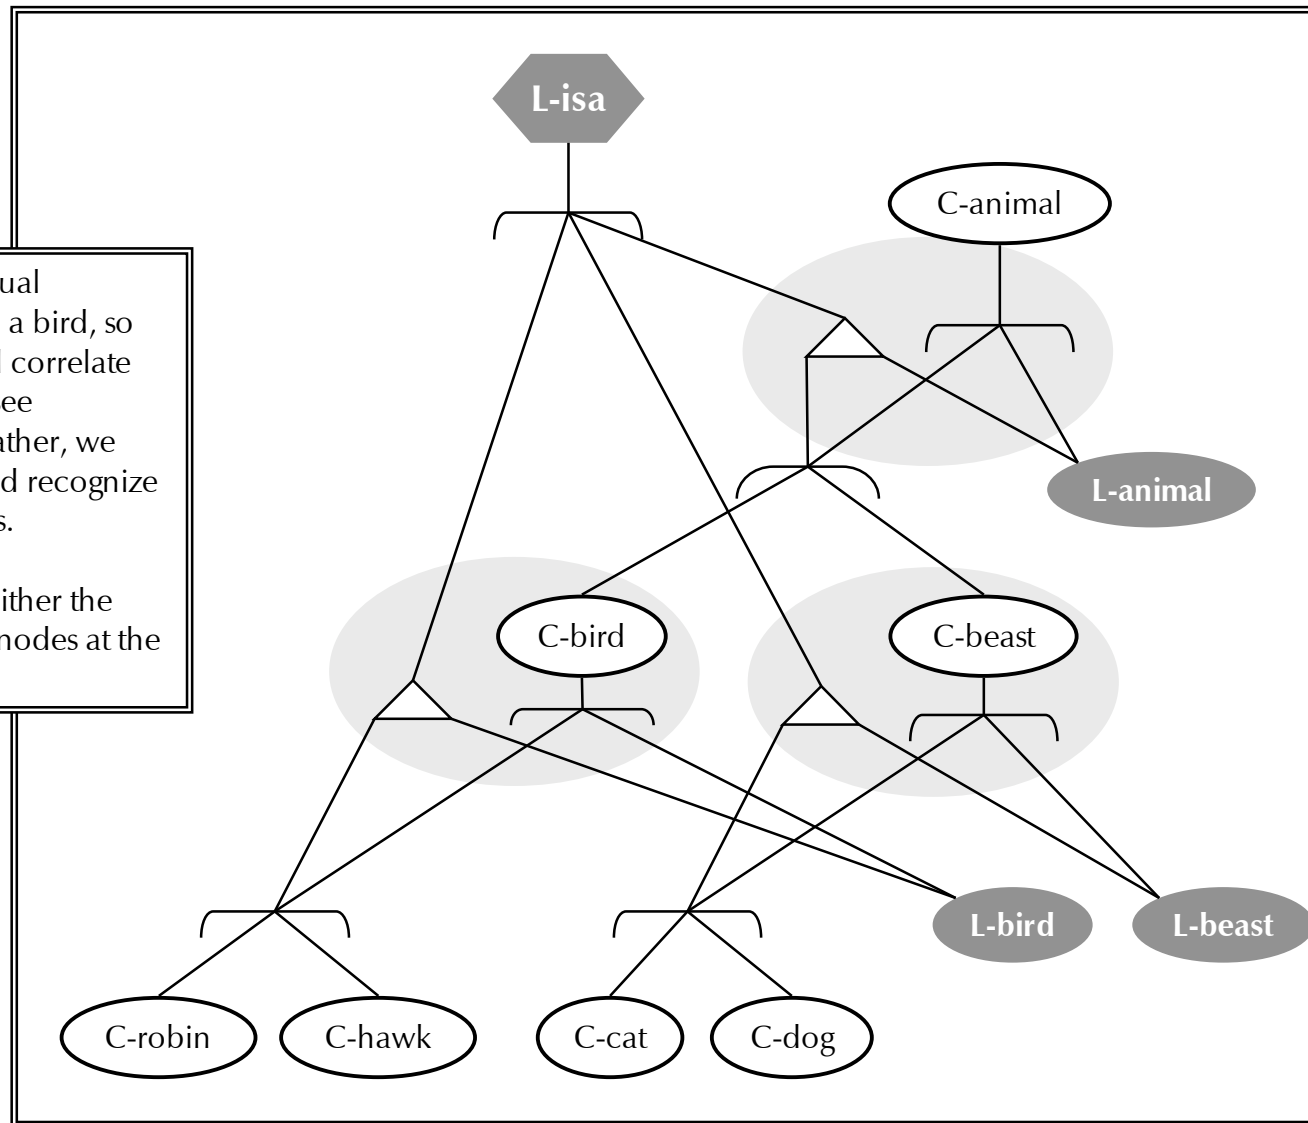 L-isa
C-animal
ual
a bird, so
correlate
ee
ather, we
d recognize
s.
ither the
nodes at the
L-animal
C-bird
C-beast
L-bird
L-beast
C-robin
C-hawk
C-cat
C-dog